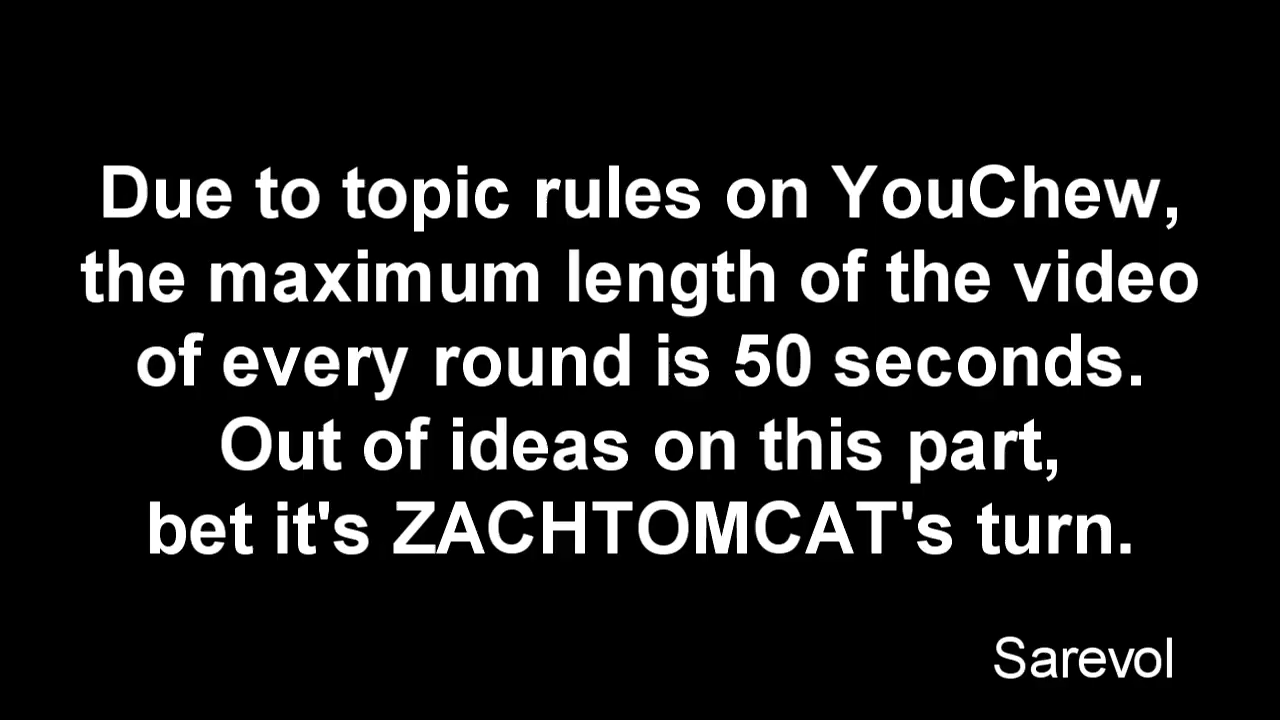 Due to topic rules on YouChew,
the maximum length of the video
of every round is 50 seconds.
Out of ideas on this part,
bet it's ZACHTOMCAT's turn.
Sarevol